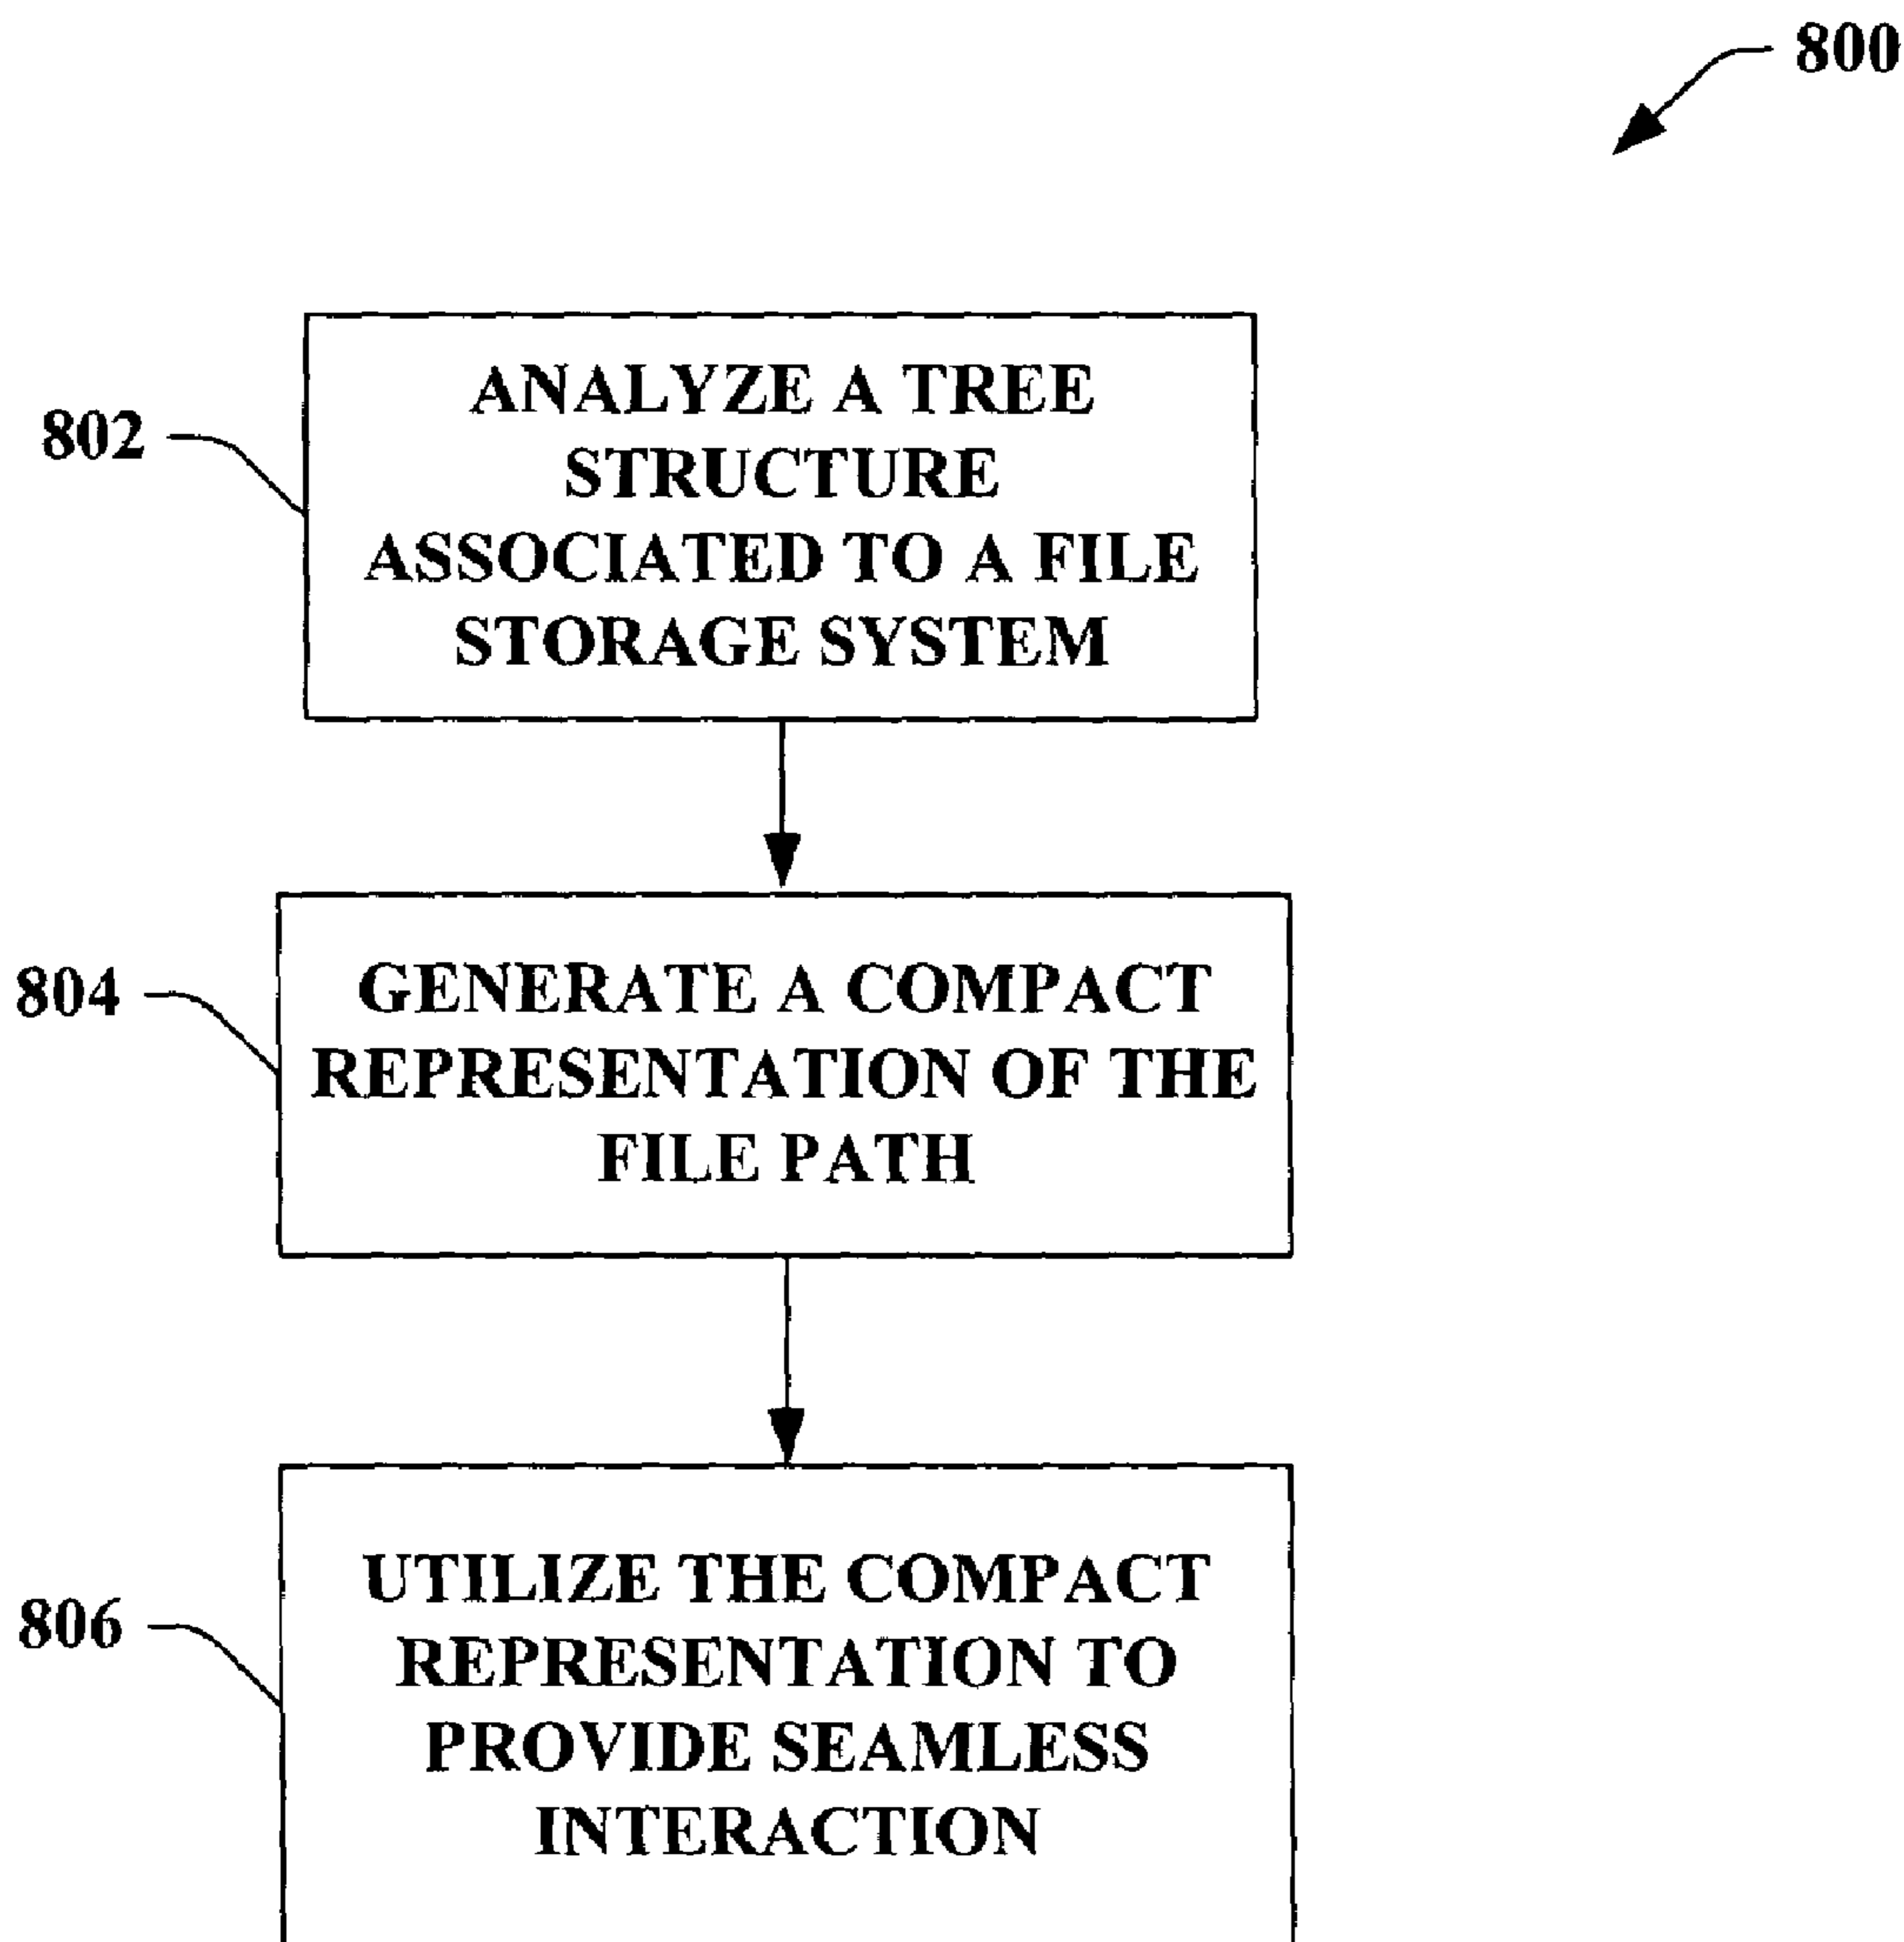 800
802
ANALYZE A TREE
STRUCTURE
ASSOCIATED TO A FILE
STORAGE SYSTEM
804
GENERATE A COMPACT
REPRESENTATION OF THE
FILE PATH
806
UTILIZE THE COMPACT
REPRESENTATION TO
PROVIDE SEAMLESS
INTERACTION